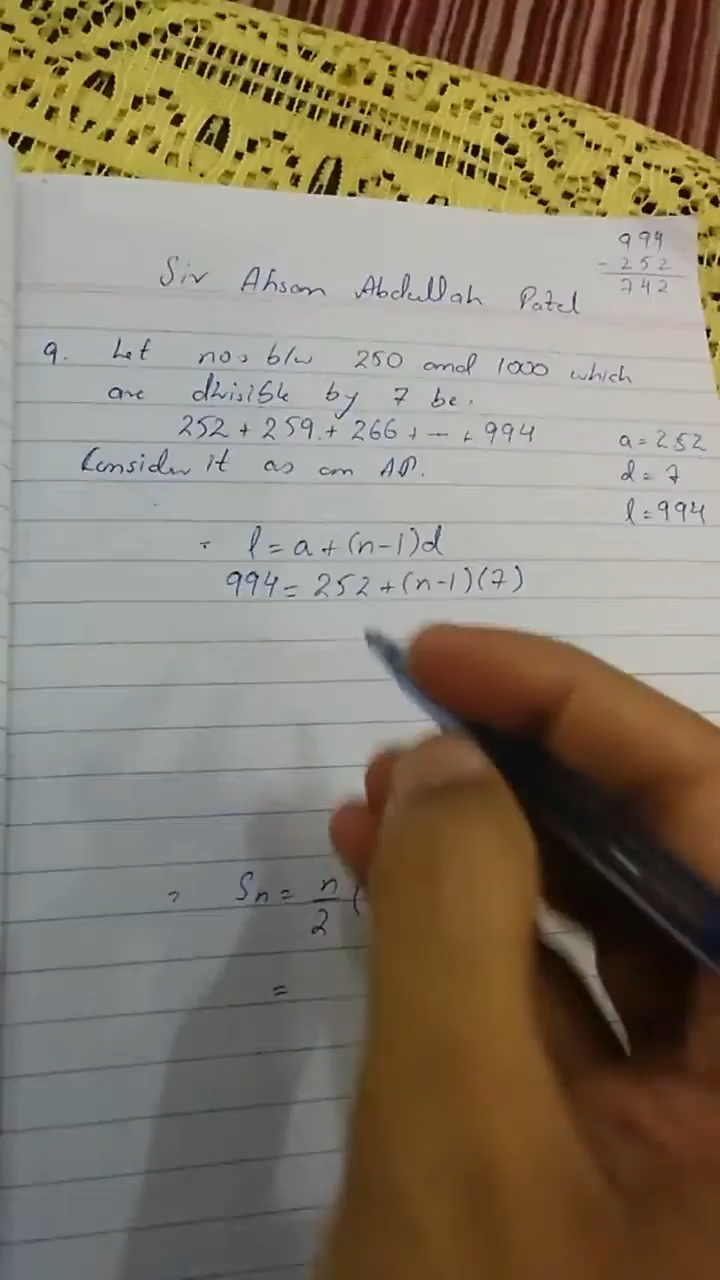 994
- 252
742
Sir Ahsan Abdullah Patel
9. Let nos b/w 250 and 1000 which
are divisible by 7 be.
252 + 259 + 266 + --- + 994
a = 252
Consider it as an AP.
d = 7
l = 994
l = a + (n-1)d
994 = 252 + (n-1)(7)
Sn = n/2 (
=